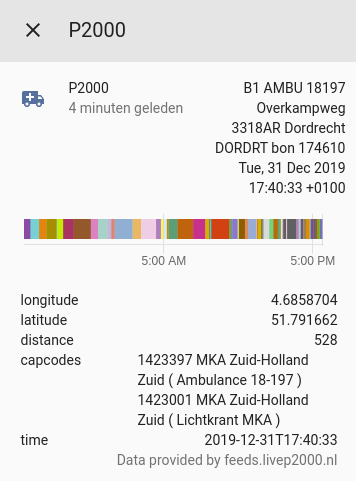 P2000
P2000
4 minuten geleden
B1 AMBU 18197
Overkampweg
3318AR Dordrecht
DORDRT bon 174610
Tue, 31 Dec 2019
17:40:33 +0100
5:00 AM
5:00 PM
longitude 4.6858704
latitude 51.791662
distance 528
capcodes 1423397 MKA Zuid-Holland
Zuid ( Ambulance 18-197 )
1423001 MKA Zuid-Holland
Zuid ( Lichtkrant MKA )
time 2019-12-31T17:40:33
Data provided by feeds.livep2000.nl